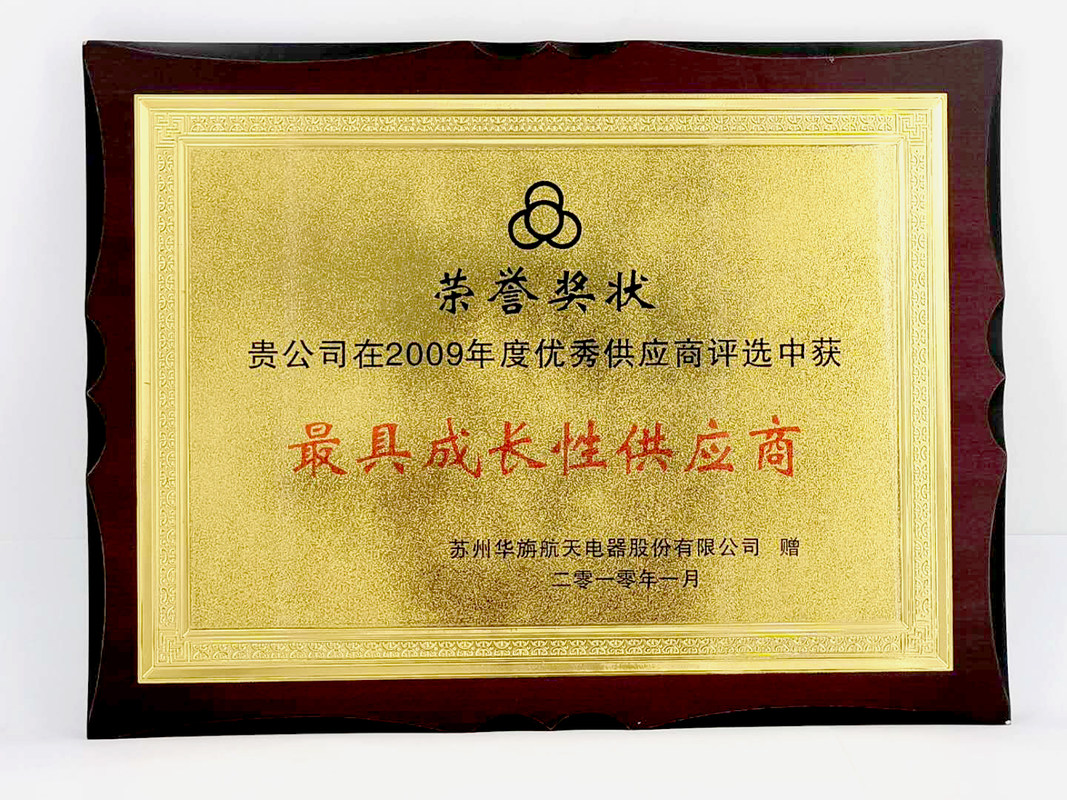 荣誉奖状
贵公司在2009年度优秀供应商评选中获
最具成长性供应商
苏州华旃航天电器股份有限公司 赠
二零一零年一月